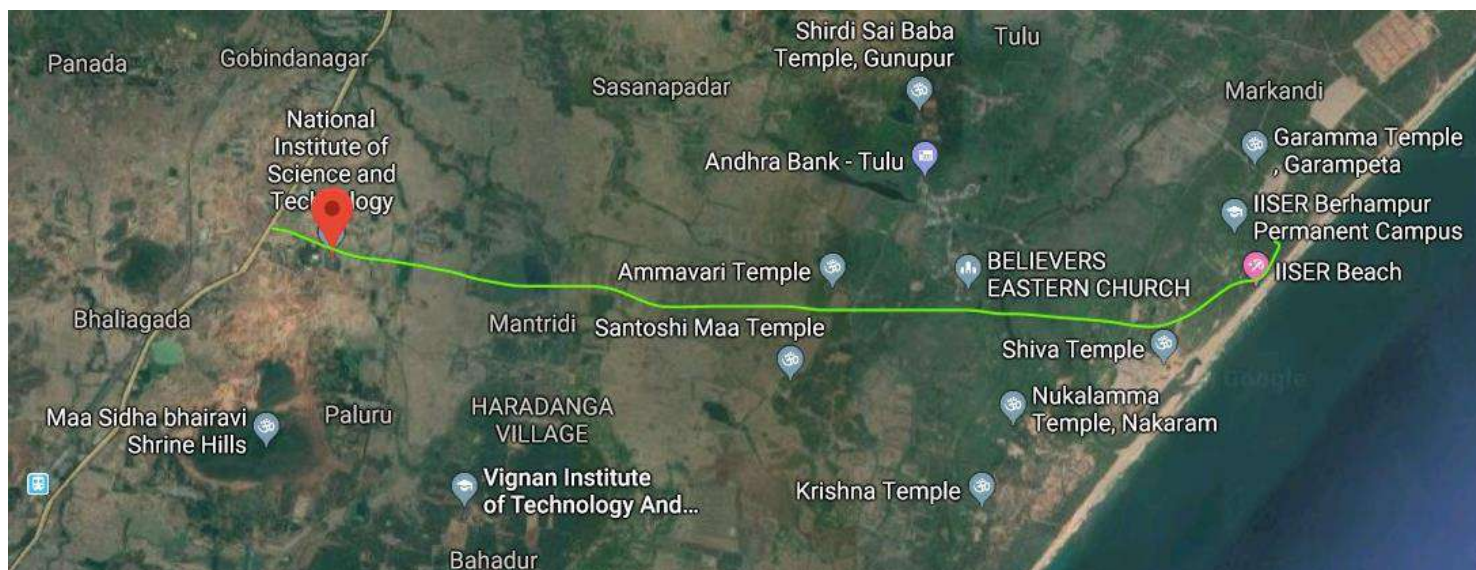 Panada
Gobindanagar
National
Institute of
Science and
Technology
Shirdi Sai Baba
Temple, Gunupur
Tulu
Sasanapadar
Markandi
Andhra Bank - Tulu
Garamma Temple
, Garampeta
IISER Berhampur
Permanent Campus
IISER Beach
Ammavari Temple
BELIEVERS
EASTERN CHURCH
Bhaliagada
Mantridi
Santoshi Maa Temple
Shiva Temple
Google
Maa Sidha bhairavi
Shrine Hills
Paluru
HARADANGA
VILLAGE
Nukalamma
Temple, Nakaram
Vignan Institute
of Technology And...
Krishna Temple
Bahadur